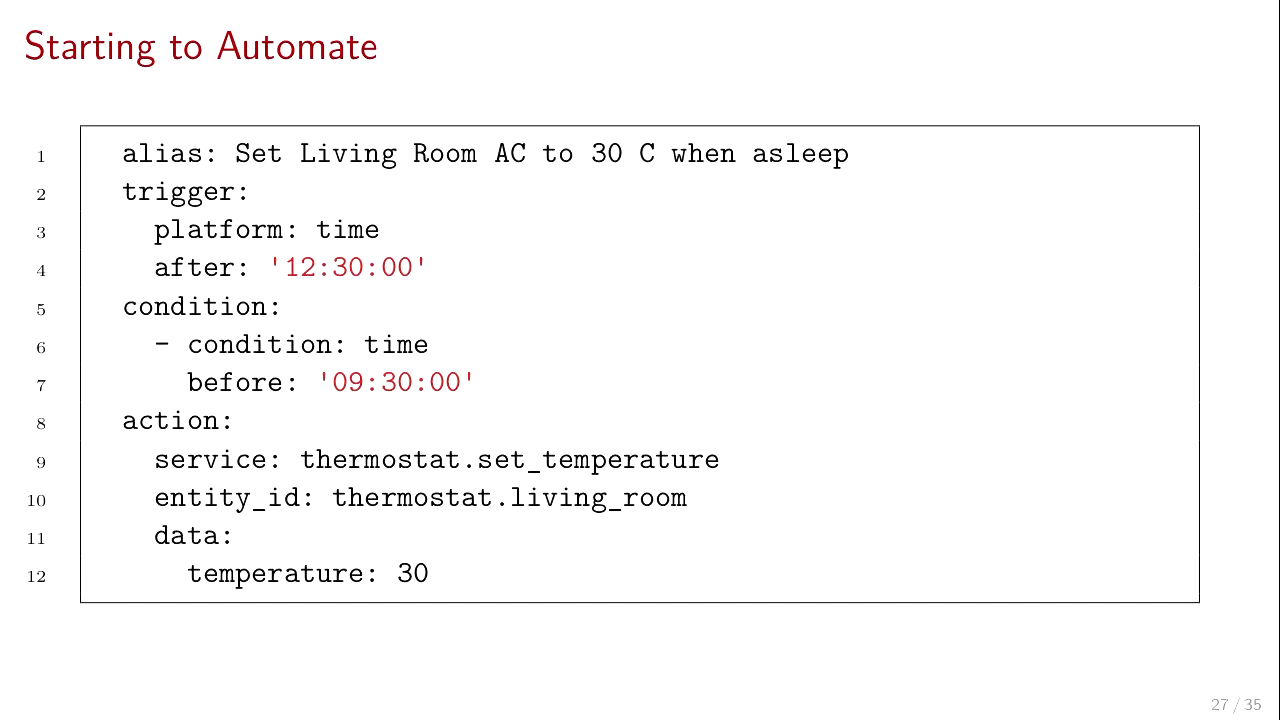 Starting to Automate
1 alias: Set Living Room AC to 30 C when asleep
2 trigger:
3 platform: time
4 after: '12:30:00'
5 condition:
6 - condition: time
7 before: '09:30:00'
8 action:
9 service: thermostat.set_temperature
10 entity_id: thermostat.living_room
11 data:
12 temperature: 30
27 / 35